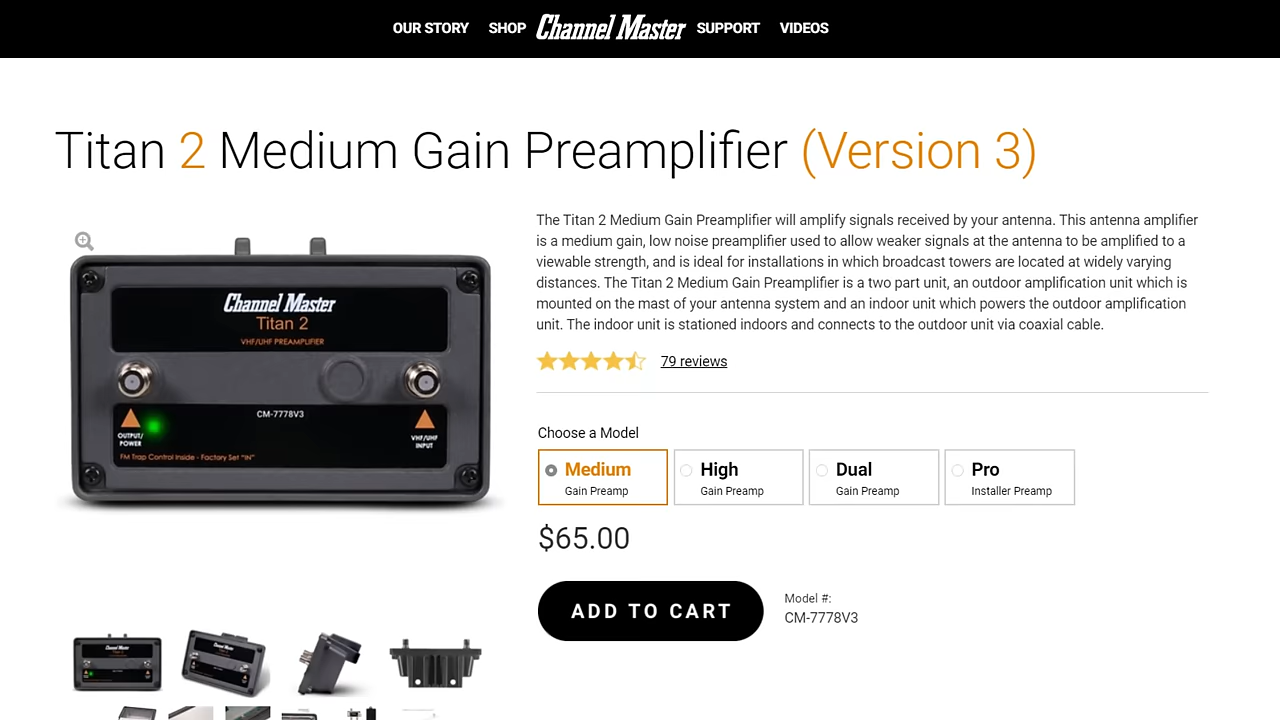 OUR STORY SHOP Channel Master SUPPORT VIDEOS
Titan 2 Medium Gain Preamplifier (Version 3)
The Titan 2 Medium Gain Preamplifier will amplify signals received by your antenna. This antenna amplifier
is a medium gain, low noise preamplifier used to allow weaker signals at the antenna to be amplified to a
viewable strength, and is ideal for installations in which broadcast towers are located at widely varying
distances. The Titan 2 Medium Gain Preamplifier is a two part unit, an outdoor amplification unit which is
mounted on the mast of your antenna system and an indoor unit which powers the outdoor amplification
unit. The indoor unit is stationed indoors and connects to the outdoor unit via coaxial cable.
79 reviews
Channel Master
Titan 2
VHF/UHF PREAMPLIFIER
CM-7778V3
OUTPUT/
POWER
VHF/UHF
INPUT
FM Trap Control Inside - Factory Set "IN"
Choose a Model
Medium
Gain Preamp
High
Gain Preamp
Dual
Gain Preamp
Pro
Installer Preamp
$65.00
ADD TO CART
Model #:
CM-7778V3